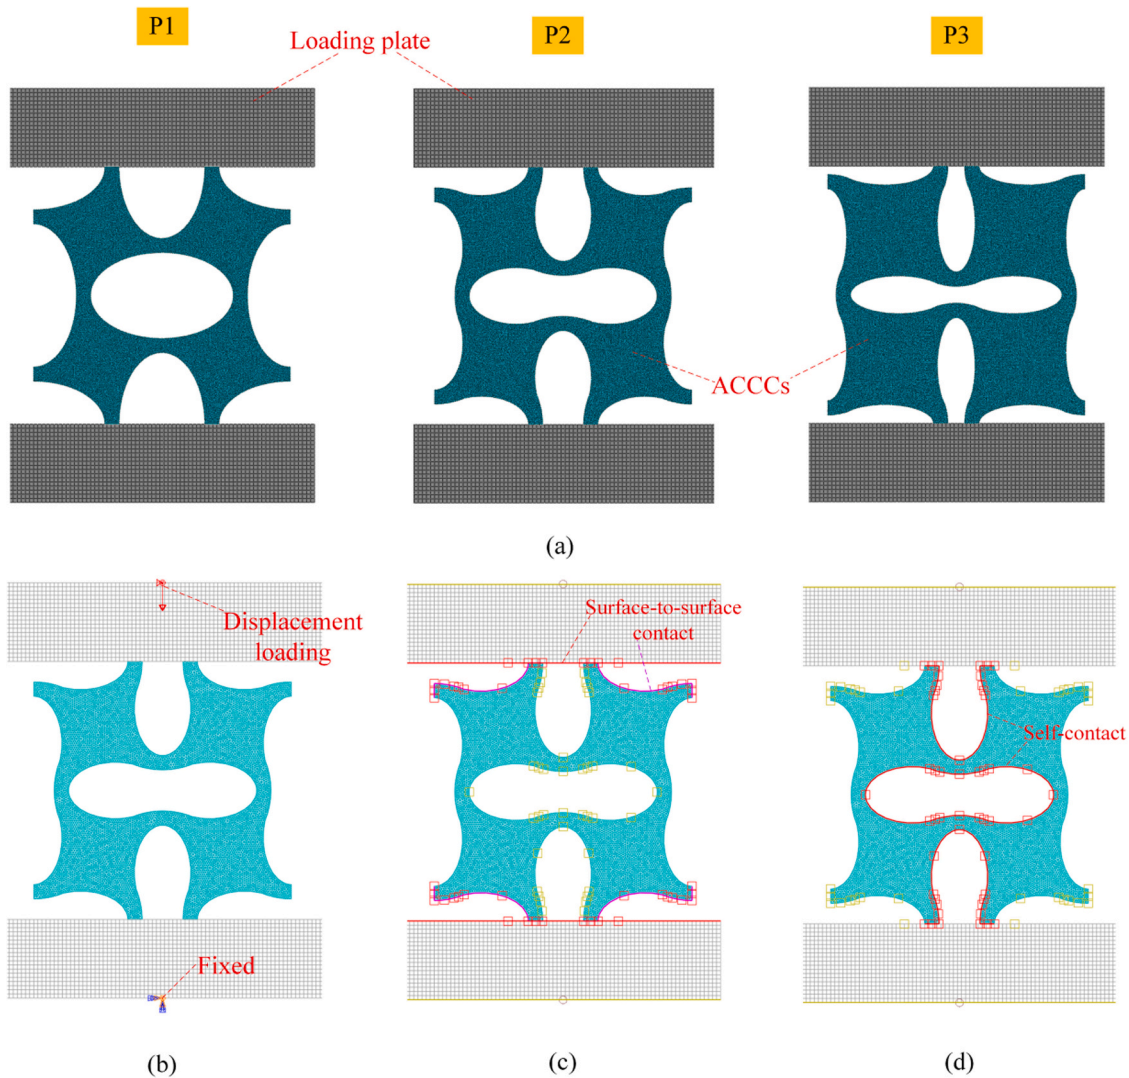 P1
P2
P3
Loading plate
ACCCs
(a)
Displacement
loading
Fixed
Surface-to-surface
contact
Self-contact
(b)
(c)
(d)